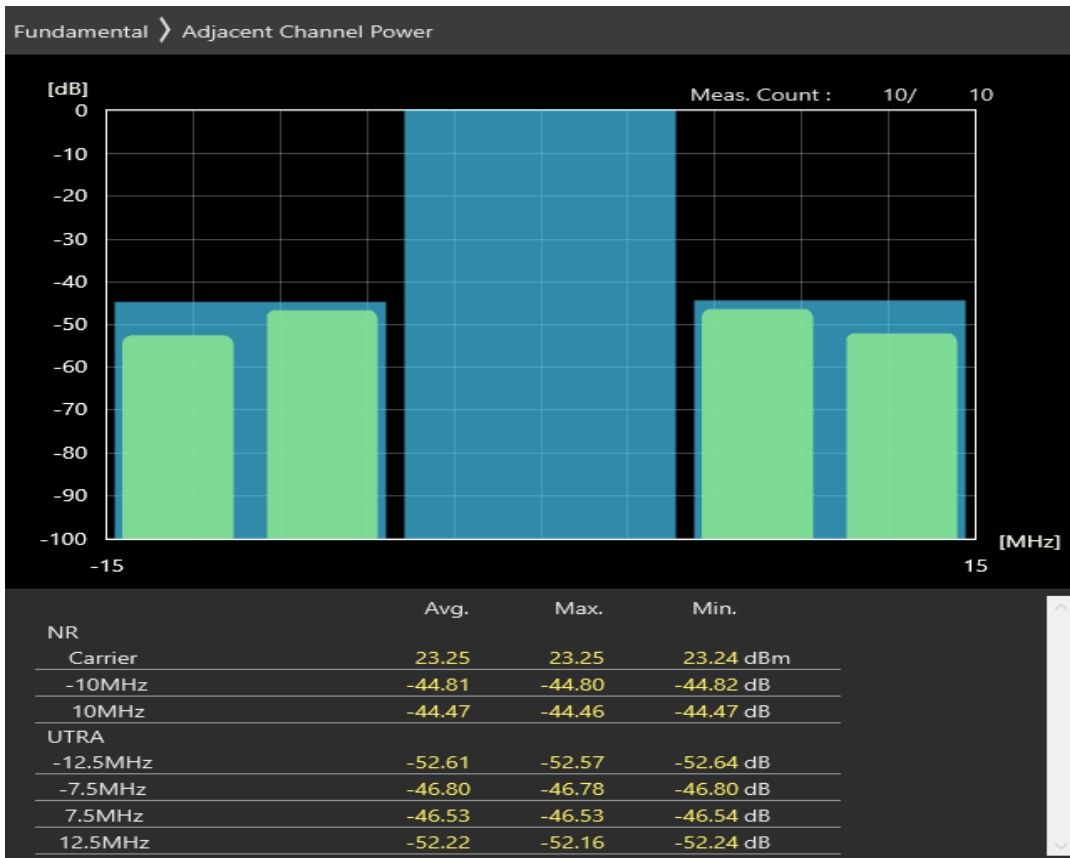 Fundamental ❯ Adjacent Channel Power
[dB]
Meas. Count : 10/ 10
0
-10
-20
-30
-40
-50
-60
-70
-80
-90
-100
[MHz]
-15 15
Avg. Max. Min.
NR
Carrier 23.25 23.25 23.24 dBm
-10MHz -44.81 -44.80 -44.82 dB
10MHz -44.47 -44.46 -44.47 dB
UTRA
-12.5MHz -52.61 -52.57 -52.64 dB
-7.5MHz -46.80 -46.78 -46.80 dB
7.5MHz -46.53 -46.53 -46.54 dB
12.5MHz -52.22 -52.16 -52.24 dB